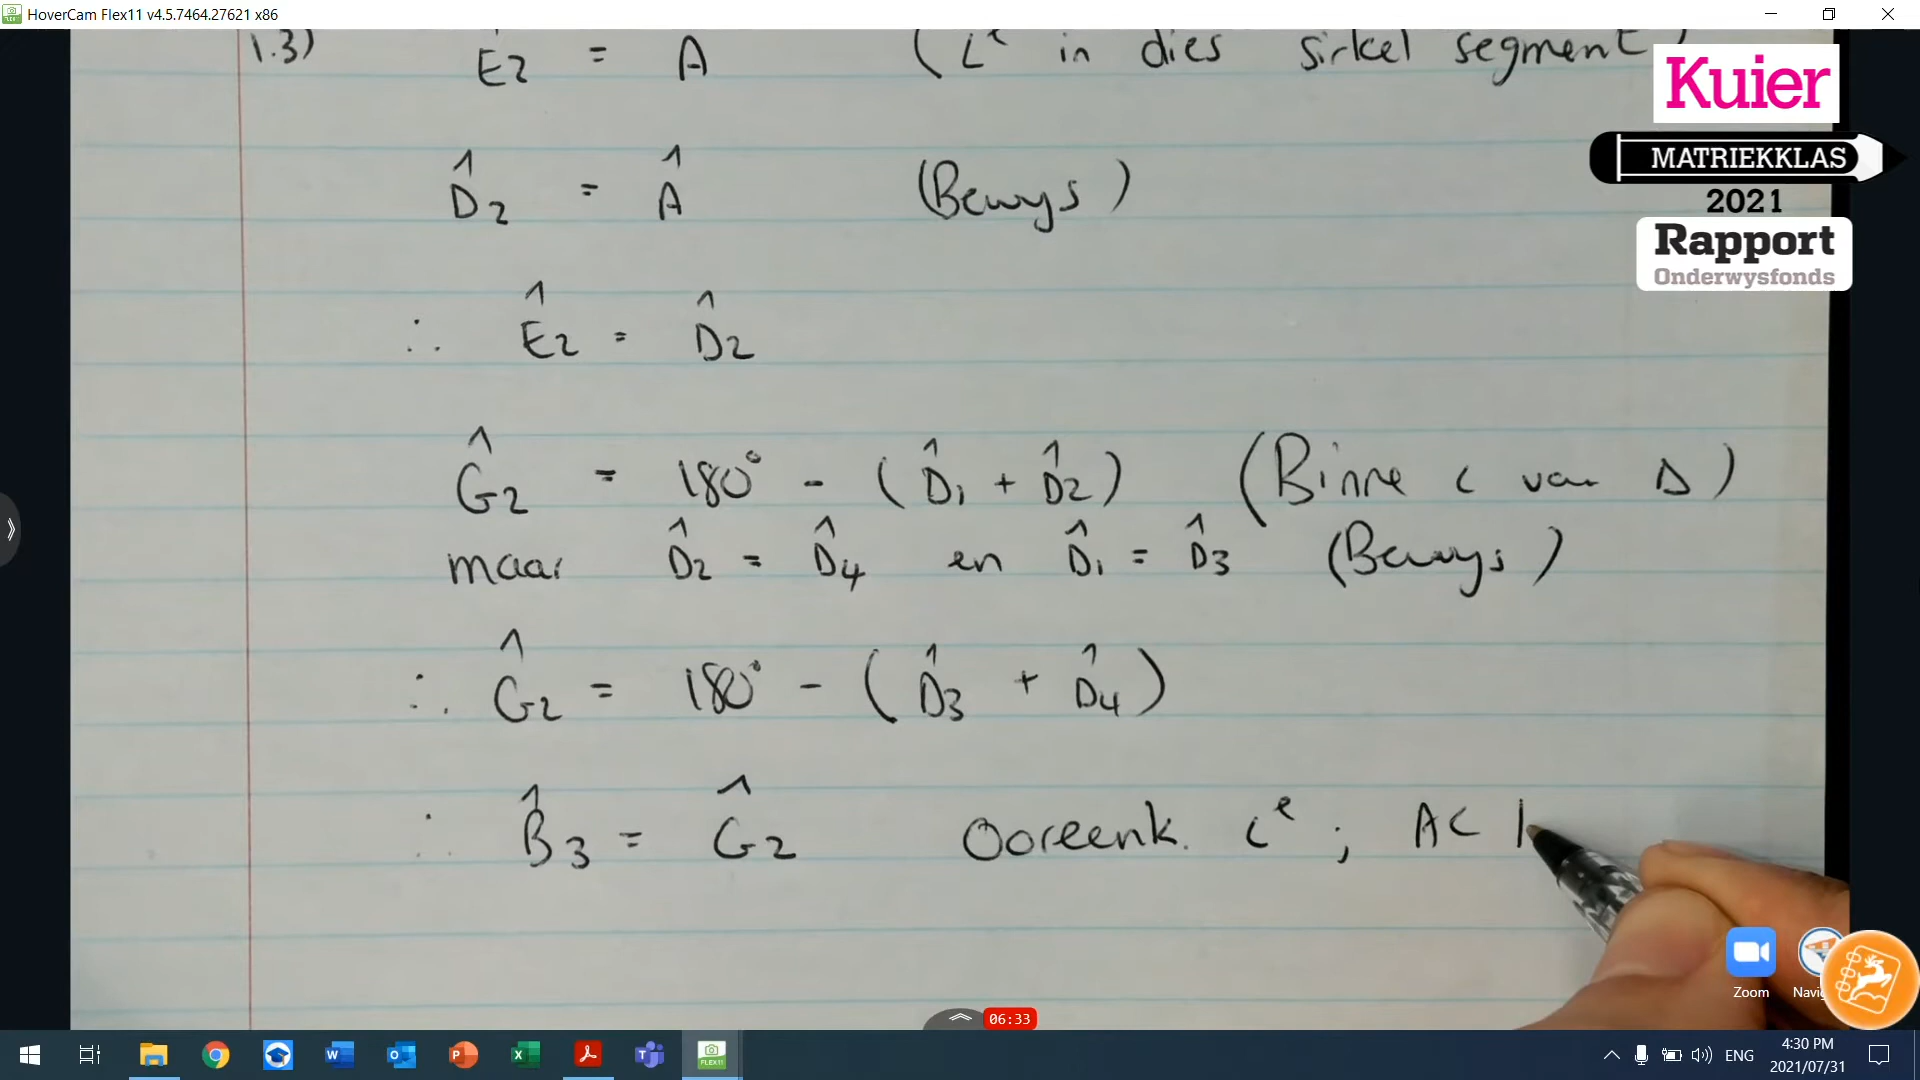 HoverCam Flex11 v4.5.7464.27621 x86
1.3) E2 = A (∠e in dies sirkel segment)
Kuier
MATRIEKKLAS
2021
Rapport
Onderwysfonds
D̂2 = Â (Bewys)
∴ Ê2 = D̂2
Ĝ2 = 180° - (D̂1 + D̂2) (Binne ∠ van Δ)
maar D̂2 = D̂4 en D̂1 = D̂3 (Bewys)
∴ Ĝ2 = 180° - (D̂3 + D̂4)
∴ B̂3 = Ĝ2 Ooreenk. ∠e ; AC |
Zoom
06:33
FLEX11
ENG
4:30 PM
2021/07/31